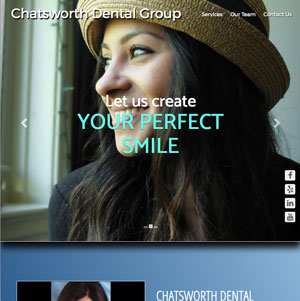 Chatsworth Dental Group
Services Our Team Contact Us
Let us create
YOUR PERFECT
SMILE
CHATSWORTH DENTAL